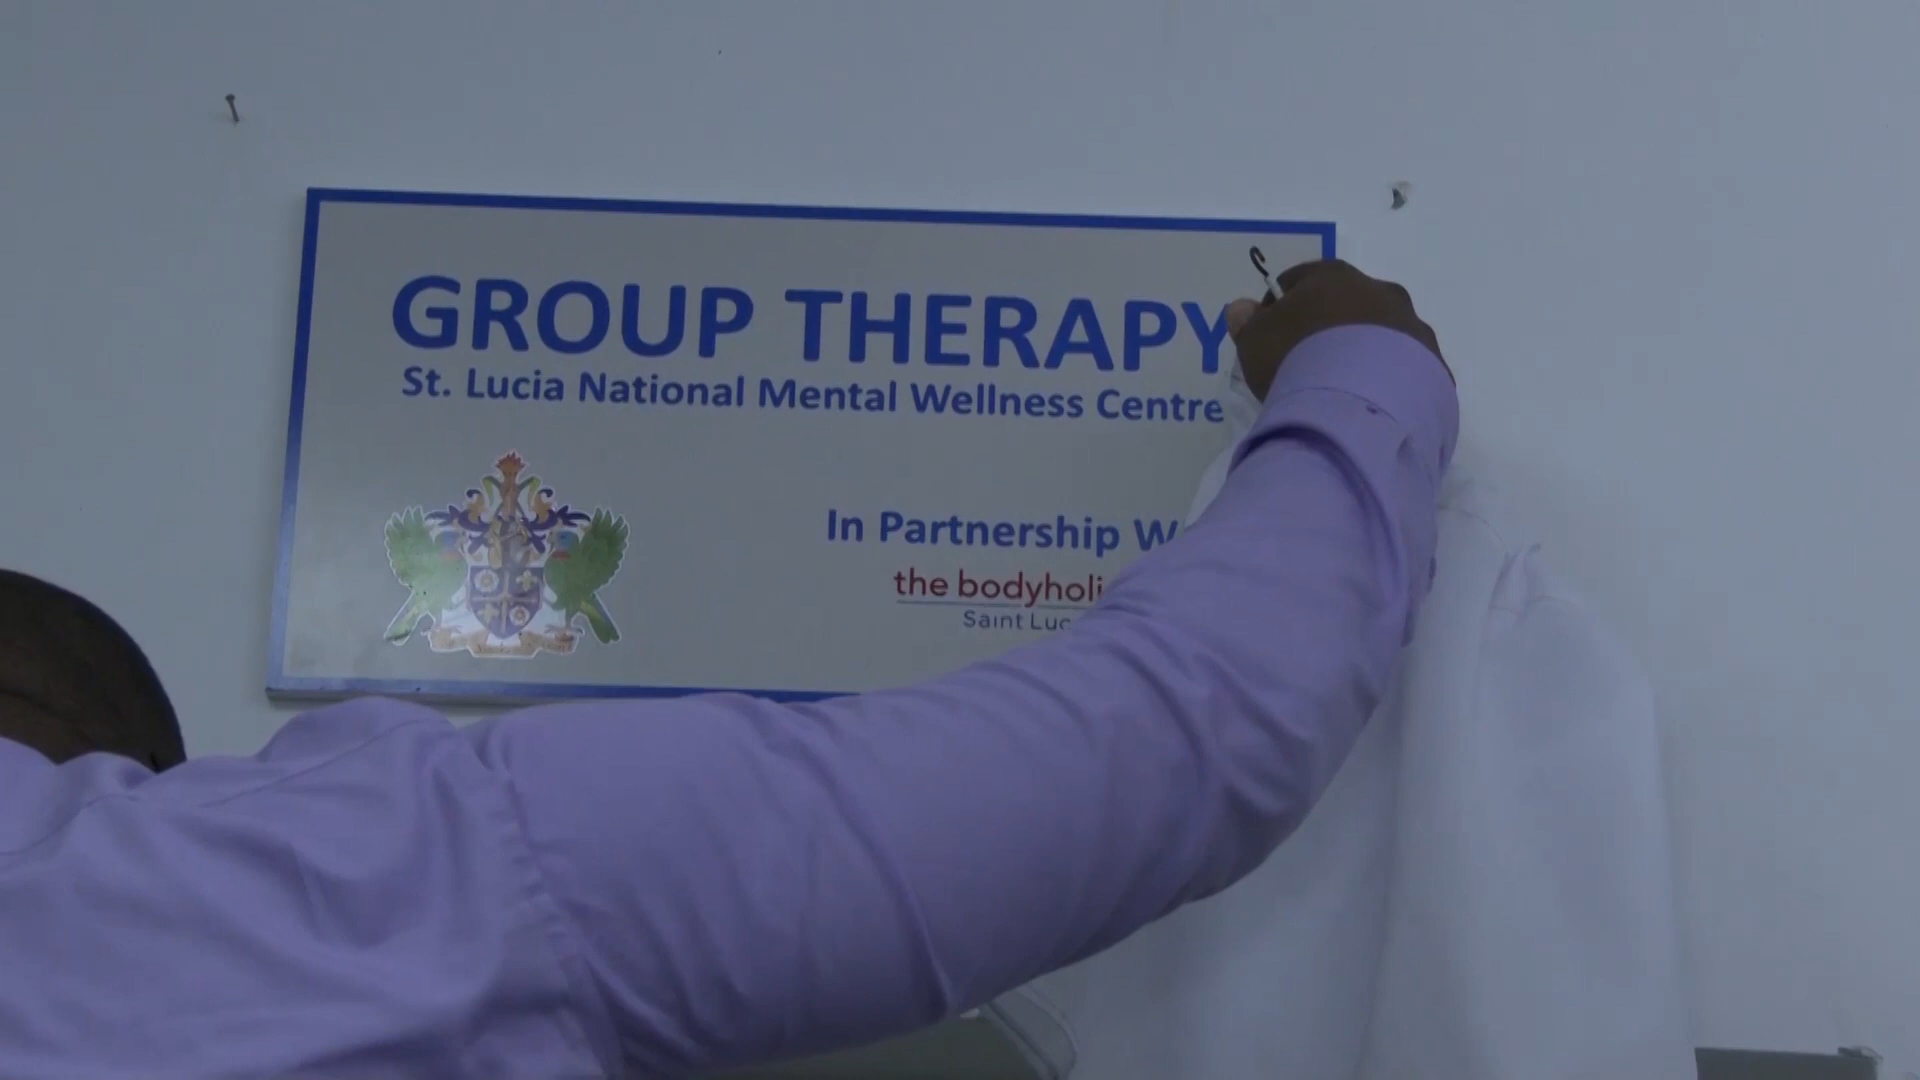 GROUP THERAPY
St. Lucia National Mental Wellness Centre
In Partnership W
the bodyholi
Saint Luc